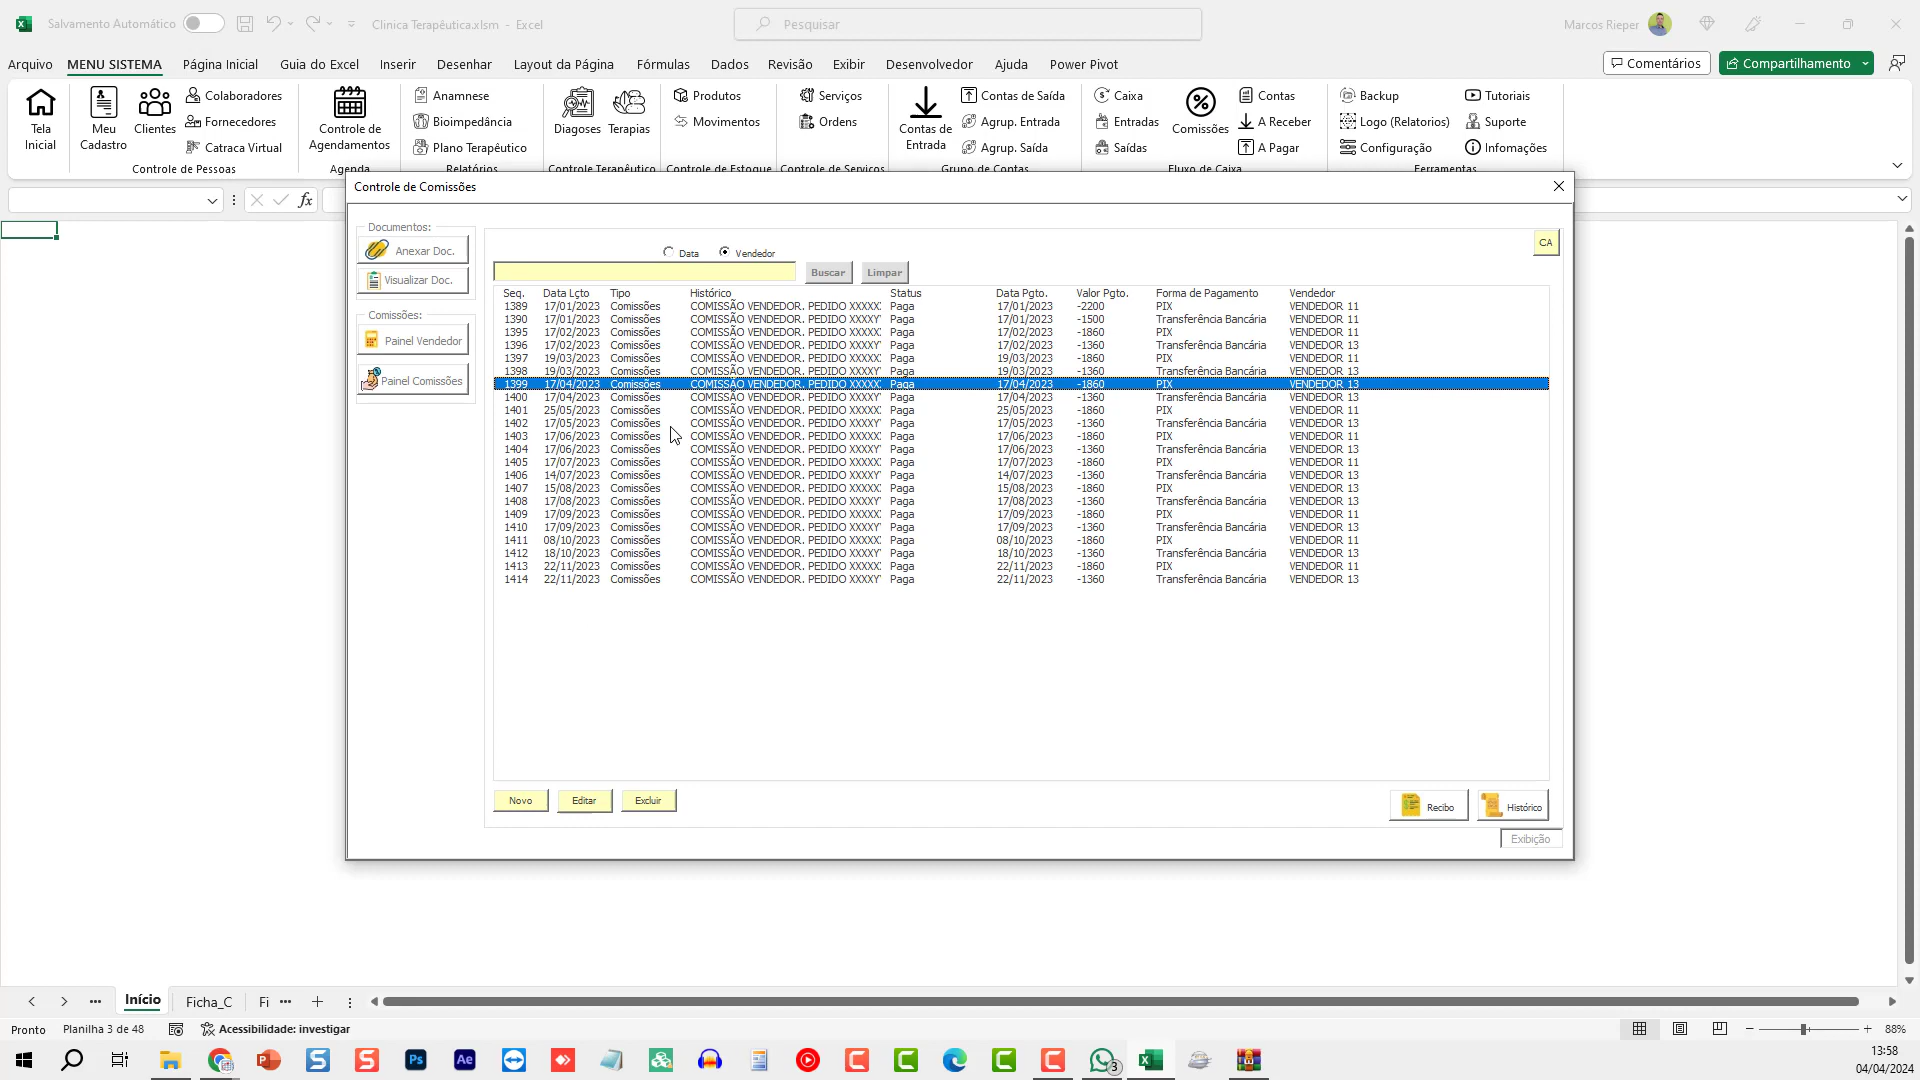 Salvamento Automático Clinica Terapêutica.xlsm - Excel Pesquisar Marcos Rieper
Arquivo MENU SISTEMA Página Inicial Guia do Excel Inserir Desenhar Layout da Página Fórmulas Dados Revisão Exibir Desenvolvedor Ajuda Power Pivot Comentários Compartilhamento
Tela Inicial
Meu Cadastro
Clientes
Colaboradores
Fornecedores
Catraca Virtual
Controle de Pessoas
Controle de Agendamentos
Agenda
Anamnese
Bioimpedância
Plano Terapêutico
Relatórios
Diagoses
Terapias
Controle Terapêutico
Produtos
Movimentos
Controle de Estoque
Serviços
Ordens
Controle de Serviços
Contas de Entrada
Contas de Saída
Agrup. Entrada
Agrup. Saída
Grupo de Contas
Caixa
Entradas
Saídas
Comissões
Contas
A Receber
A Pagar
Fluxo de Caixa
Backup
Logo (Relatorios)
Configuração
Tutoriais
Suporte
Infomações
Ferramentas
fx
Controle de Comissões
Documentos:
Anexar Doc.
Visualizar Doc.
Comissões:
Painel Vendedor
Painel Comissões
Data Vendedor
CA
Buscar Limpar
Seq. Data Lçto Tipo Histórico Status Data Pgto. Valor Pgto. Forma de Pagamento Vendedor
1389 17/01/2023 Comissões COMISSÃO VENDEDOR. PEDIDO XXXXX Paga 17/01/2023 -2200 PIX VENDEDOR 11
1390 17/01/2023 Comissões COMISSÃO VENDEDOR. PEDIDO XXXXY Paga 17/01/2023 -1500 Transferência Bancária VENDEDOR 11
1395 17/02/2023 Comissões COMISSÃO VENDEDOR. PEDIDO XXXXX Paga 17/02/2023 -1860 PIX VENDEDOR 11
1396 17/02/2023 Comissões COMISSÃO VENDEDOR. PEDIDO XXXXY Paga 17/02/2023 -1360 Transferência Bancária VENDEDOR 13
1397 19/03/2023 Comissões COMISSÃO VENDEDOR. PEDIDO XXXXX Paga 19/03/2023 -1860 PIX VENDEDOR 11
1398 19/03/2023 Comissões COMISSÃO VENDEDOR. PEDIDO XXXXY Paga 19/03/2023 -1360 Transferência Bancária VENDEDOR 13
1399 17/04/2023 Comissões COMISSÃO VENDEDOR. PEDIDO XXXXX Paga 17/04/2023 -1860 PIX VENDEDOR 13
1400 17/04/2023 Comissões COMISSÃO VENDEDOR. PEDIDO XXXXY Paga 17/04/2023 -1360 Transferência Bancária VENDEDOR 13
1401 25/05/2023 Comissões COMISSÃO VENDEDOR. PEDIDO XXXXX Paga 25/05/2023 -1860 PIX VENDEDOR 11
1402 17/05/2023 Comissões COMISSÃO VENDEDOR. PEDIDO XXXXY Paga 17/05/2023 -1360 Transferência Bancária VENDEDOR 13
1403 17/06/2023 Comissões COMISSÃO VENDEDOR. PEDIDO XXXXX Paga 17/06/2023 -1860 PIX VENDEDOR 11
1404 17/06/2023 Comissões COMISSÃO VENDEDOR. PEDIDO XXXXY Paga 17/06/2023 -1360 Transferência Bancária VENDEDOR 13
1405 17/07/2023 Comissões COMISSÃO VENDEDOR. PEDIDO XXXXX Paga 17/07/2023 -1860 PIX VENDEDOR 11
1406 14/07/2023 Comissões COMISSÃO VENDEDOR. PEDIDO XXXXY Paga 14/07/2023 -1360 Transferência Bancária VENDEDOR 13
1407 15/08/2023 Comissões COMISSÃO VENDEDOR. PEDIDO XXXXX Paga 15/08/2023 -1860 PIX VENDEDOR 13
1408 17/08/2023 Comissões COMISSÃO VENDEDOR. PEDIDO XXXXY Paga 17/08/2023 -1360 Transferência Bancária VENDEDOR 13
1409 17/09/2023 Comissões COMISSÃO VENDEDOR. PEDIDO XXXXX Paga 17/09/2023 -1860 PIX VENDEDOR 11
1410 17/09/2023 Comissões COMISSÃO VENDEDOR. PEDIDO XXXXY Paga 17/09/2023 -1360 Transferência Bancária VENDEDOR 13
1411 08/10/2023 Comissões COMISSÃO VENDEDOR. PEDIDO XXXXX Paga 08/10/2023 -1860 PIX VENDEDOR 11
1412 18/10/2023 Comissões COMISSÃO VENDEDOR. PEDIDO XXXXY Paga 18/10/2023 -1360 Transferência Bancária VENDEDOR 13
1413 22/11/2023 Comissões COMISSÃO VENDEDOR. PEDIDO XXXXX Paga 22/11/2023 -1860 PIX VENDEDOR 11
1414 22/11/2023 Comissões COMISSÃO VENDEDOR. PEDIDO XXXXY Paga 22/11/2023 -1360 Transferência Bancária VENDEDOR 13
Novo Editar Excluir Recibo Histórico
Exibição
Início Ficha_C Fi
Pronto Planilha 3 de 48 Acessibilidade: investigar 88%
Ps Ae 3
13:58
04/04/2024